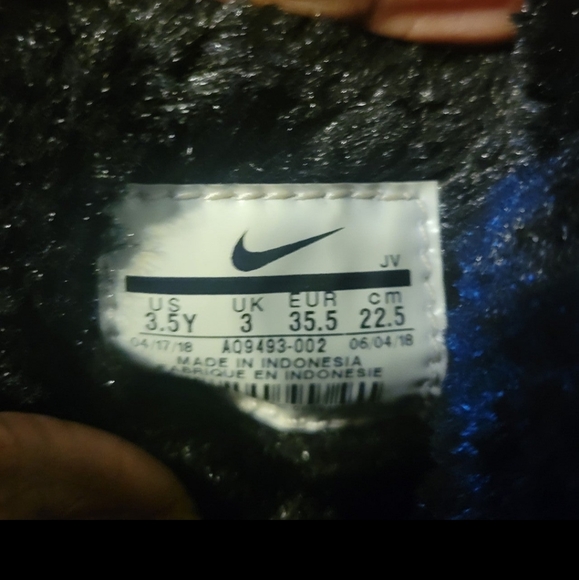 JV
US UK EUR cm
3.5Y 3 35.5 22.5
04/17/18 AQ9493-002 06/04/18
MADE IN INDONESIA
FABRIQUE EN INDONESIE